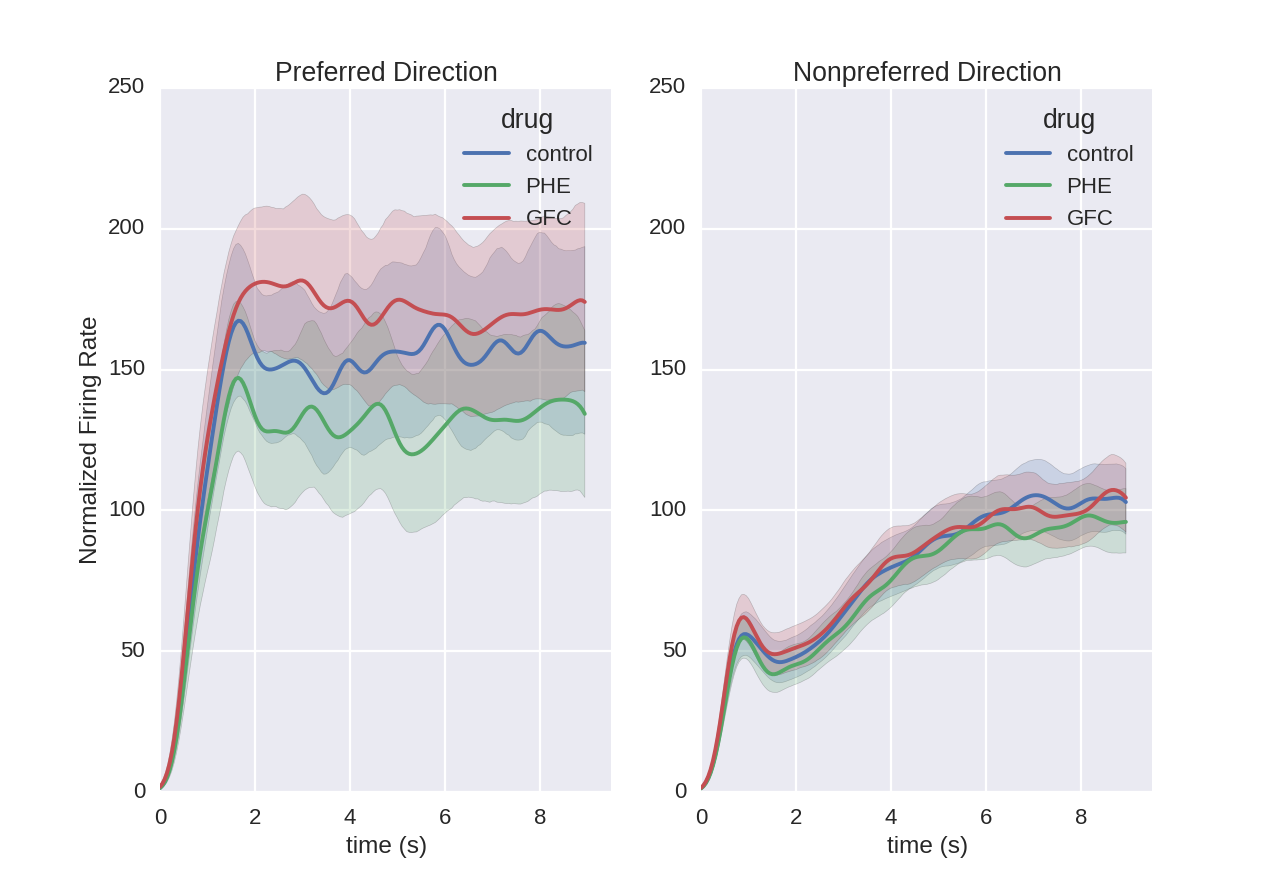 Preferred Direction
250
200
150
100
50
0
0 2 4 6 8
time (s)
Normalized Firing Rate
drug
control
PHE
GFC
Nonpreferred Direction
250
200
150
100
50
0
0 2 4 6 8
time (s)
drug
control
PHE
GFC